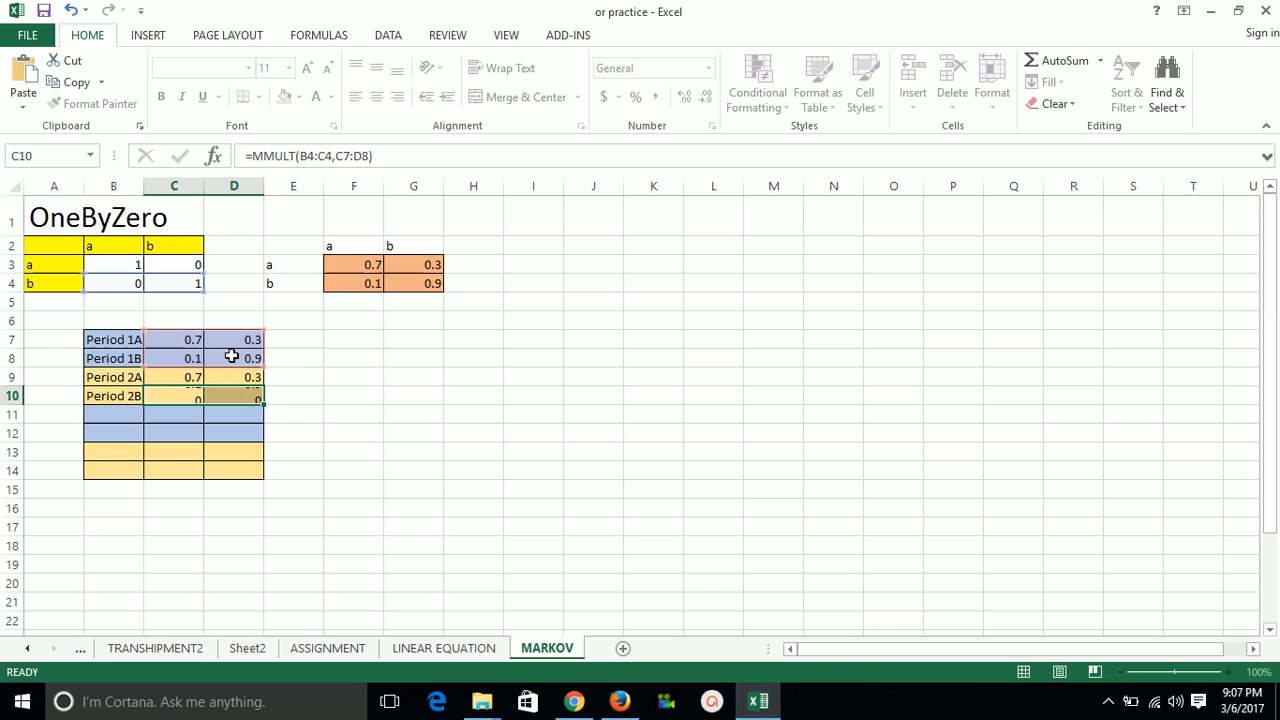 or practice - Excel
FILE HOME INSERT PAGE LAYOUT FORMULAS DATA REVIEW VIEW ADD-INS Sign in
Paste Cut Copy Format Painter Clipboard
11 A A B I U A Font
Wrap Text Merge & Center Alignment
General $ % , Number
Conditional Formatting Format as Table Cell Styles Styles
Insert Delete Format Cells
AutoSum Fill Clear Sort & Filter Find & Select Editing
C10 fx =MMULT(B4:C4,C7:D8)
A B C D E F G H I J K L M N O P Q R S T U
1 OneByZero
2 a b a b
3 a 1 0 a 0.7 0.3
4 b 0 1 b 0.1 0.9
5
6
7 Period 1A 0.7 0.3
8 Period 1B 0.1 0.9
9 Period 2A 0.7 0.3
10 Period 2B 0 0
11
12
13
14
15
16
17
18
19
20
21
22
... TRANSHIPMENT2 Sheet2 ASSIGNMENT LINEAR EQUATION MARKOV
READY 100%
I'm Cortana. Ask me anything. 9:07 PM
3/6/2017